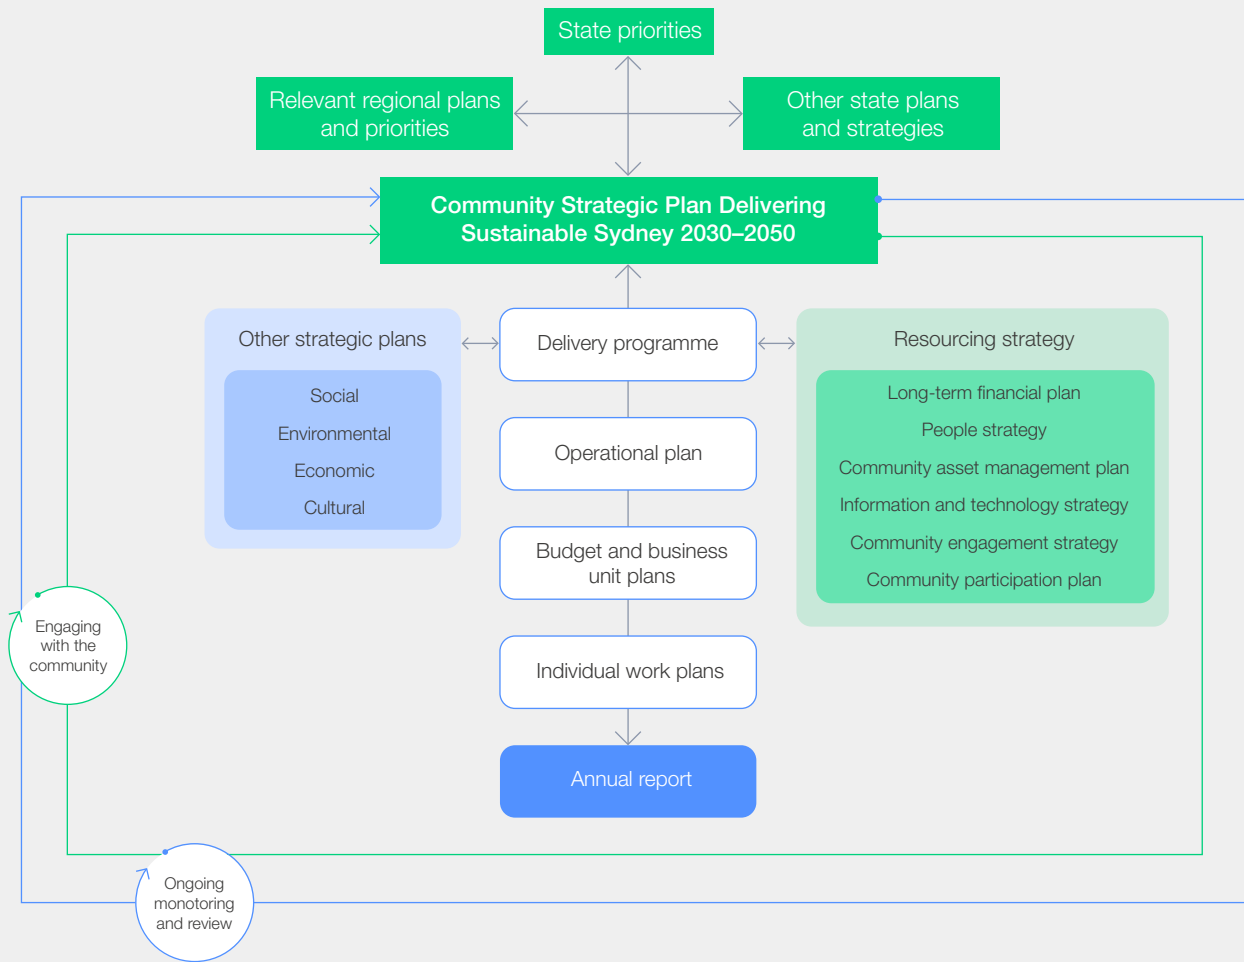 State priorities
Relevant regional plans
and priorities
Other state plans
and strategies
Community Strategic Plan Delivering
Sustainable Sydney 2030–2050
Other strategic plans
Social
Environmental
Economic
Cultural
Delivery programme
Operational plan
Budget and business
unit plans
Individual work plans
Annual report
Resourcing strategy
Long-term financial plan
People strategy
Community asset management plan
Information and technology strategy
Community engagement strategy
Community participation plan
Engaging
with the
community
Ongoing
monotoring
and review